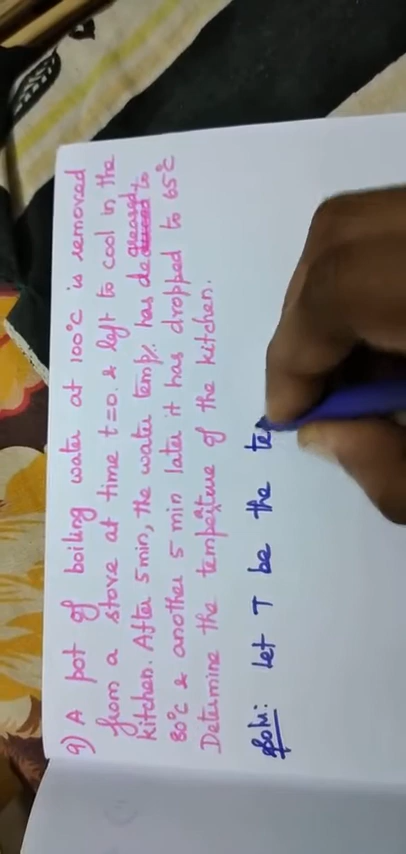 9) A pot of boiling water at 100°C is removed
from a stove at time t=0. & left to cool in the
kitchen. After 5 min, the water temp/. has decreased to
80°C & another 5 min later it has dropped to 65°C
Determine the temperature of the kitchen.
Soln: Let T be the te